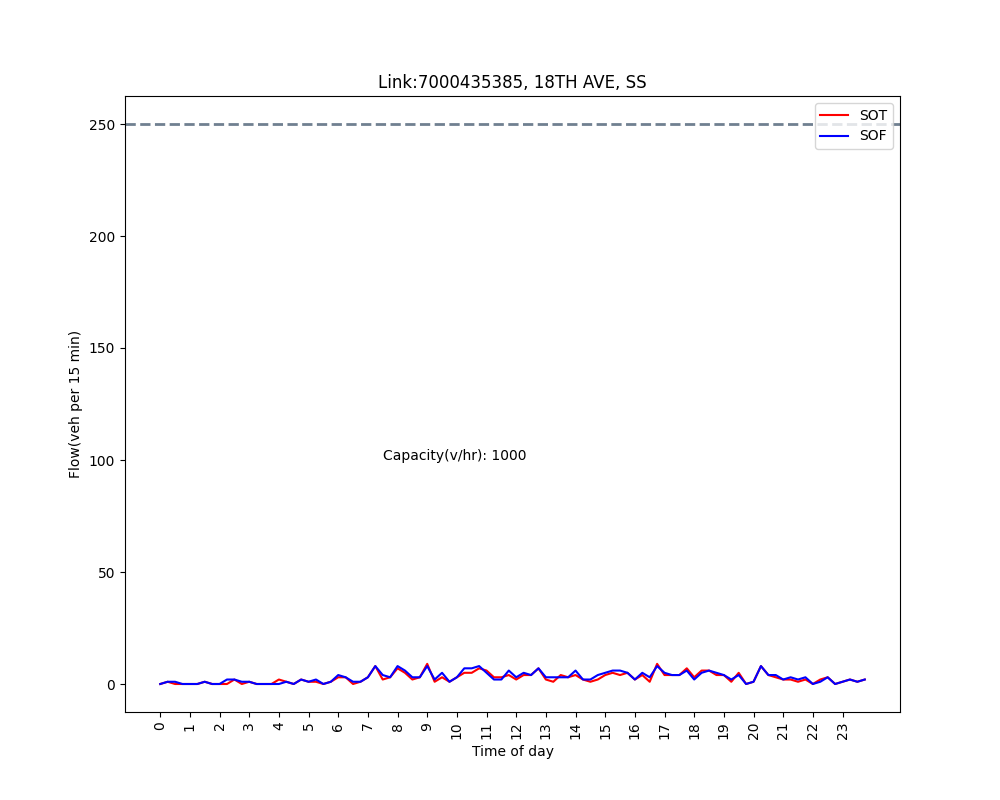 Link:7000435385, 18TH AVE, SS
SOT
SOF
Flow(veh per 15 min)
250
200
150
100
50
0
Capacity(v/hr): 1000
0 1 2 3 4 5 6 7 8 9 10 11 12 13 14 15 16 17 18 19 20 21 22 23
Time of day